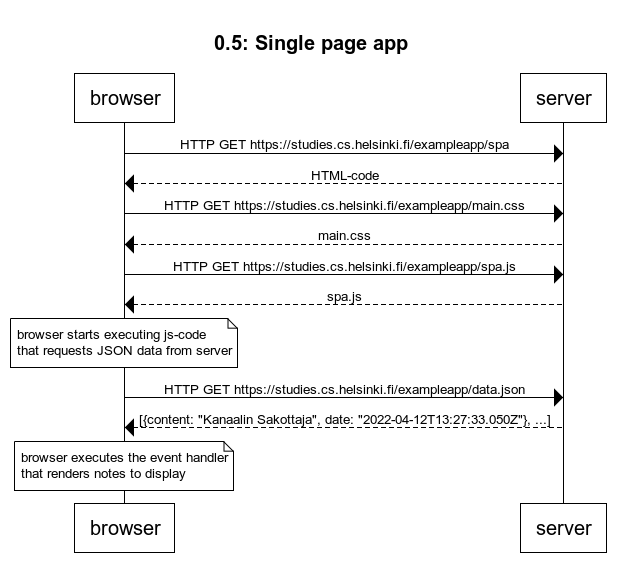 0.5: Single page app
browser
server
HTTP GET https://studies.cs.helsinki.fi/exampleapp/spa
HTML-code
HTTP GET https://studies.cs.helsinki.fi/exampleapp/main.css
main.css
HTTP GET https://studies.cs.helsinki.fi/exampleapp/spa.js
spa.js
browser starts executing js-code
that requests JSON data from server
HTTP GET https://studies.cs.helsinki.fi/exampleapp/data.json
[{content: "Kanaalin Sakottaja", date: "2022-04-12T13:27:33.050Z"}, ...]
browser executes the event handler
that renders notes to display
browser
server